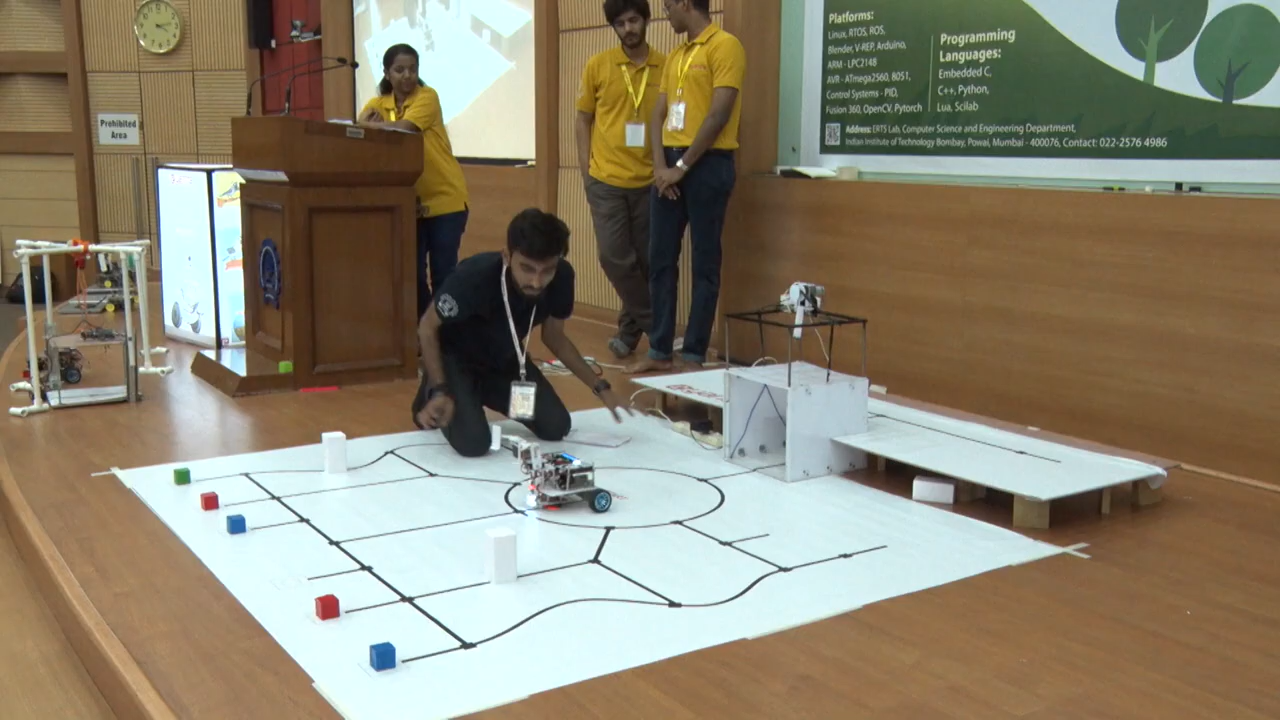 Platforms:
Linux, RTOS, ROS,
Blender, V-REP, Arduino,
ARM - LPC2148
AVR - ATmega2560, 8051,
Control Systems - PID,
Fusion 360, OpenCV, Pytorch
Programming
Languages:
Embedded C,
C++, Python,
Lua, Scilab
Address: ERTS Lab, Computer Science and Engineering Department,
Indian Institute of Technology Bombay, Powai, Mumbai - 400076, Contact: 022-2576 4986
Prohibited
Area